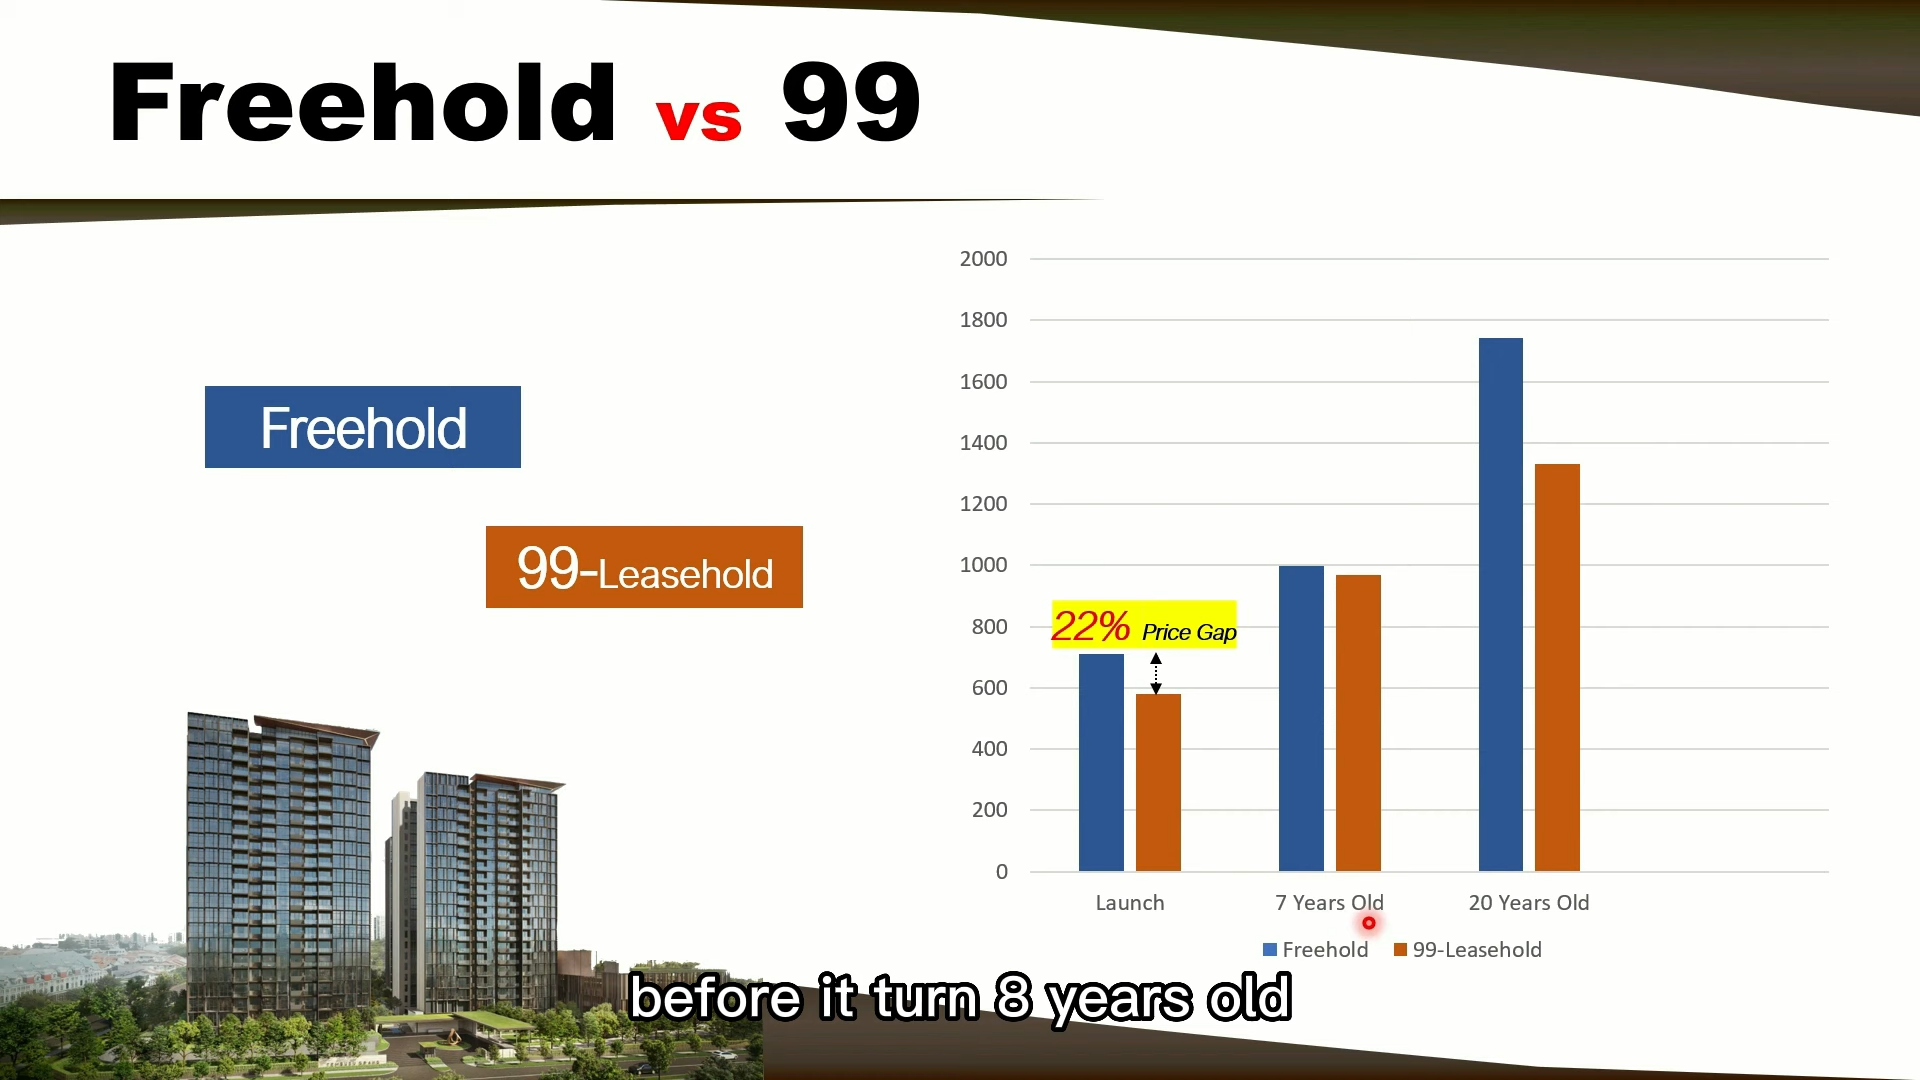 Freehold vs 99
Freehold
99-Leasehold
2000
1800
1600
1400
1200
1000
800
600
400
200
0
22% Price Gap
Launch
7 Years Old
20 Years Old
Freehold
99-Leasehold
before it turn 8 years old